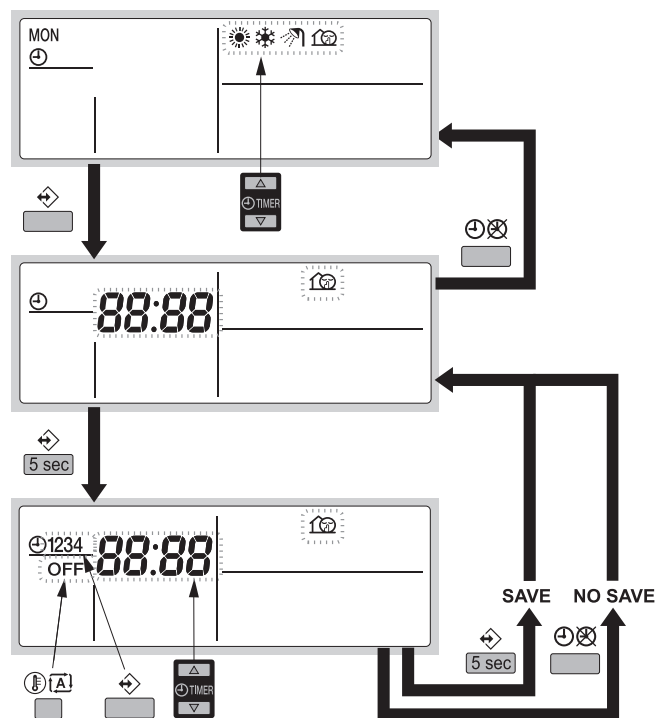 MON
TIMER
88:88
5 sec
1234 88:88
OFF
SAVE NO SAVE
5 sec
A
TIMER